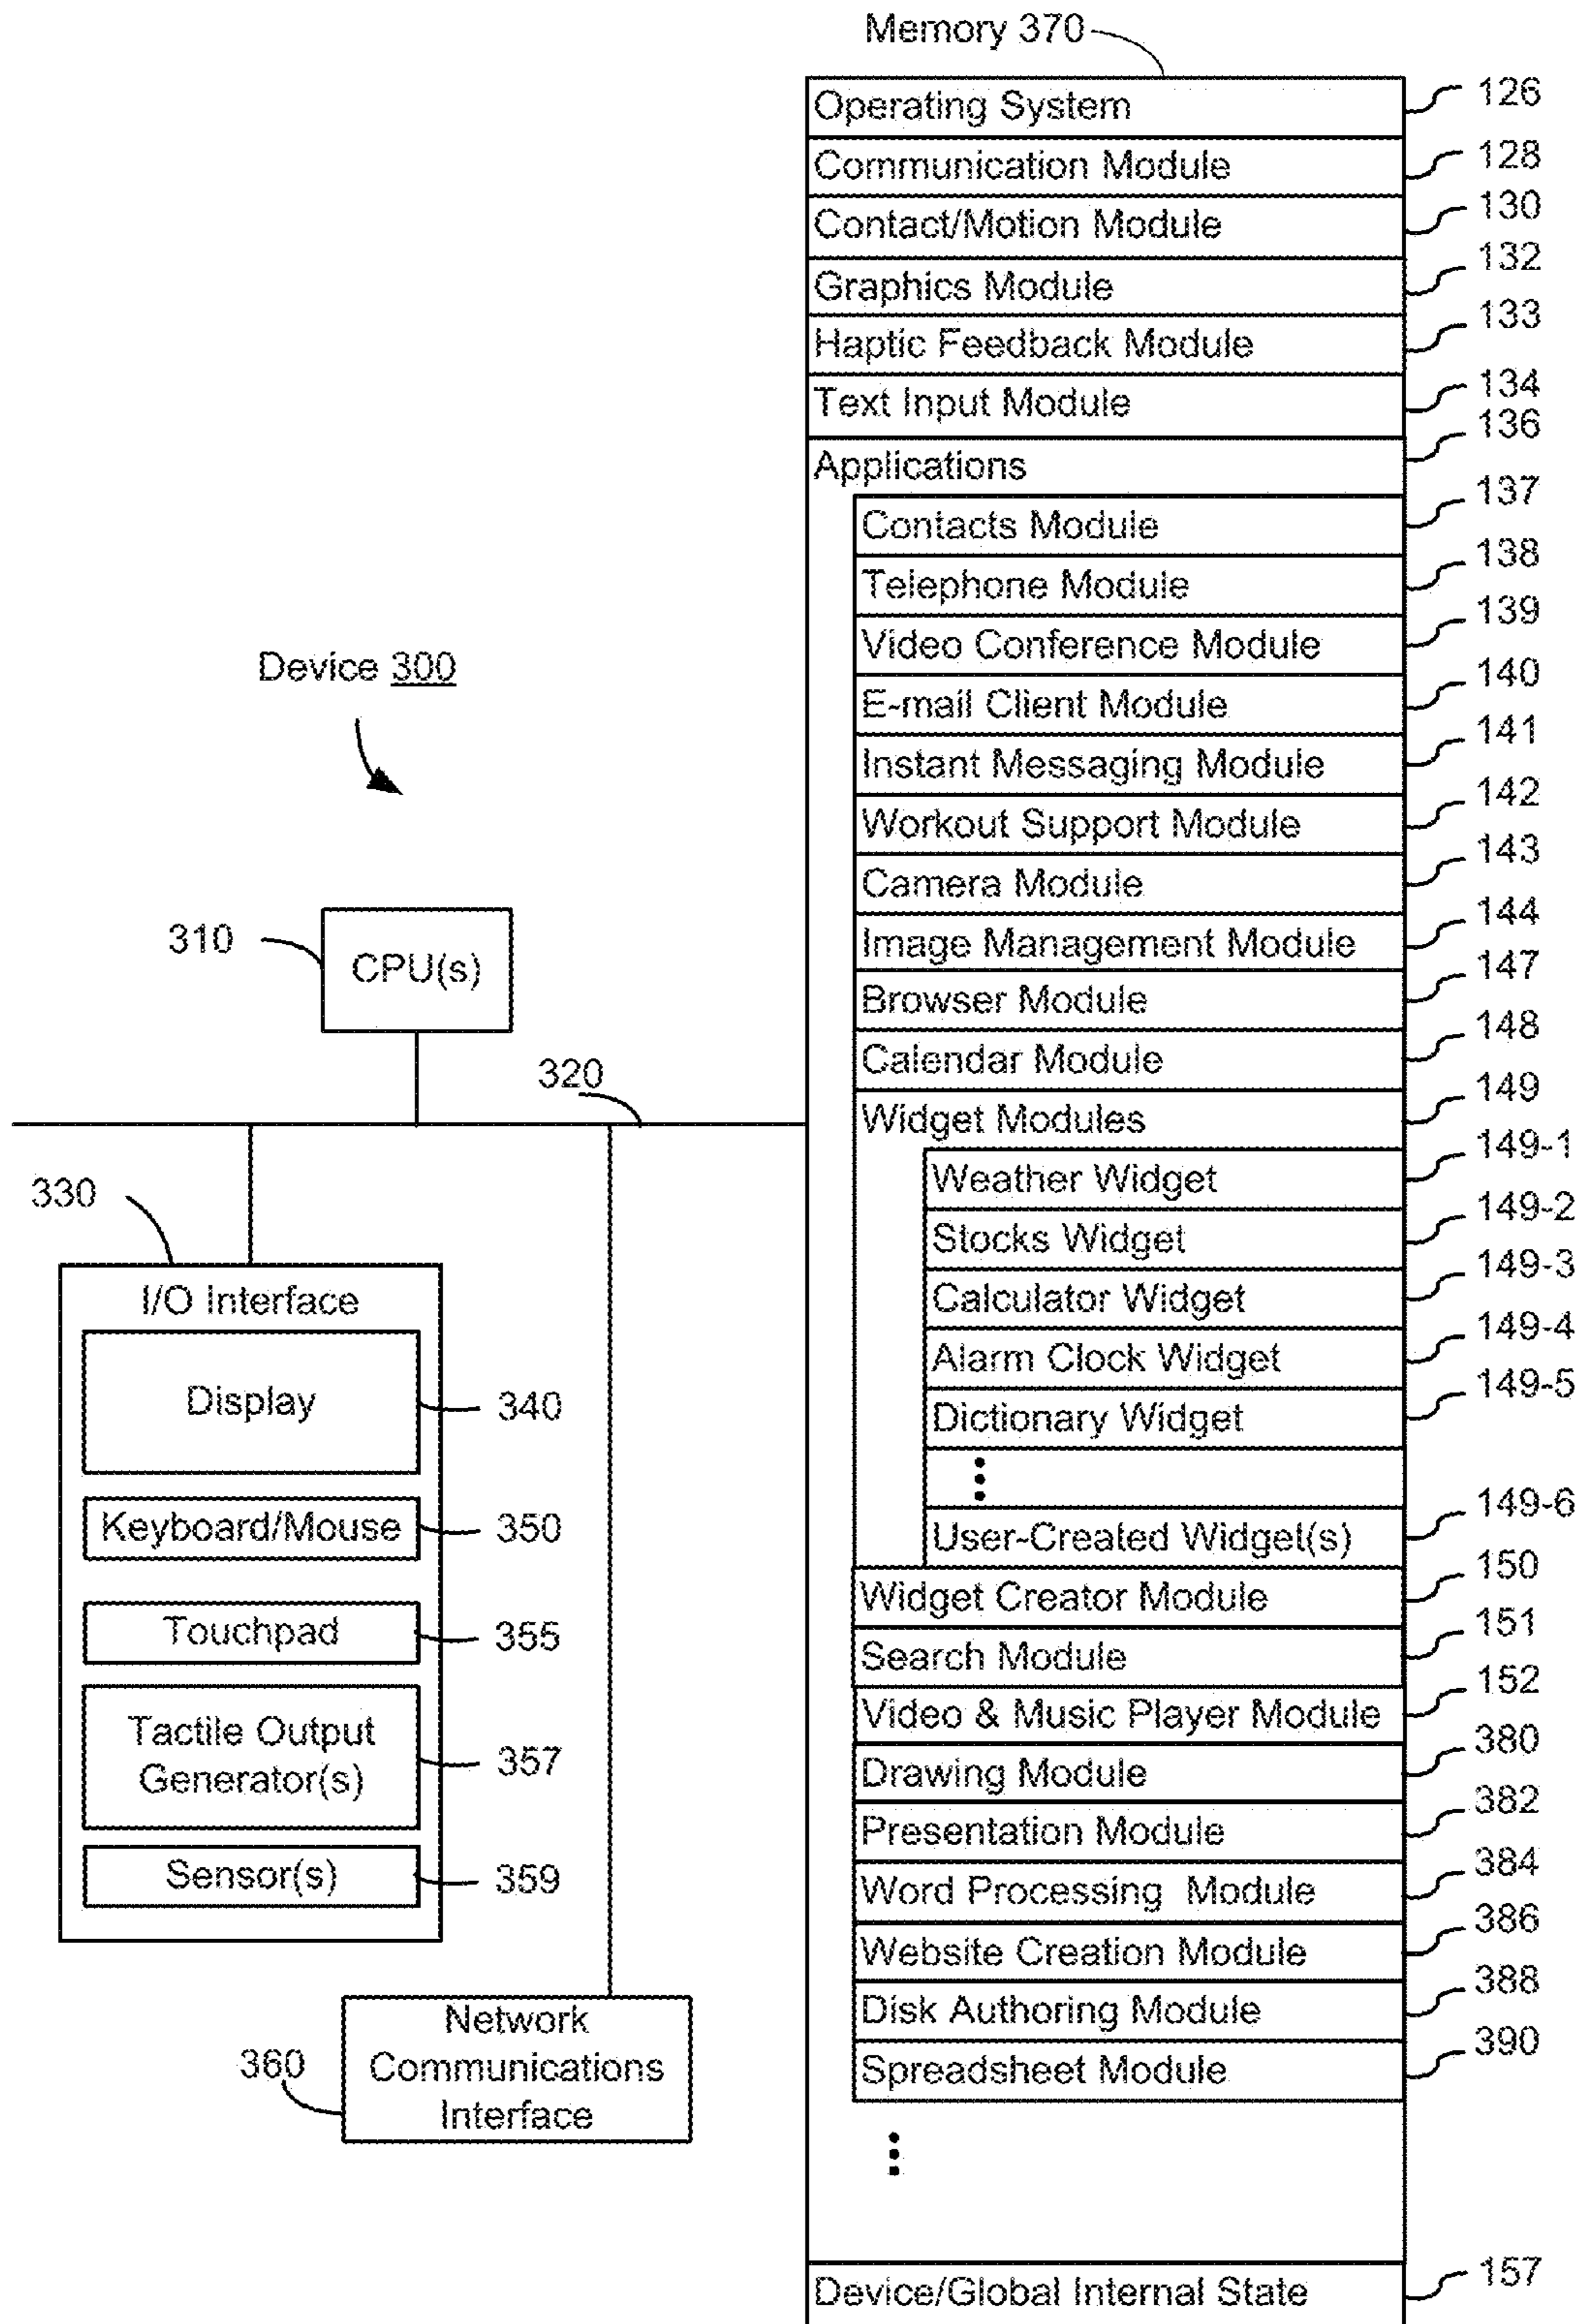 Memory 370
Operating System
126
Communication Module
128
Contact/Motion Module
130
Graphics Module
132
Haptic Feedback Module
133
Text Input Module
134
Applications
136
Contacts Module
137
Telephone Module
138
Video Conference Module
139
E-mail Client Module
140
Instant Messaging Module
141
Workout Support Module
142
Camera Module
143
Image Management Module
144
Browser Module
147
Calendar Module
148
Widget Modules
149
Weather Widget
149-1
Stocks Widget
149-2
Calculator Widget
149-3
Alarm Clock Widget
149-4
Dictionary Widget
149-5
User-Created Widget(s)
149-6
Widget Creator Module
150
Search Module
151
Video & Music Player Module
152
Drawing Module
380
Presentation Module
382
Word Processing Module
384
Website Creation Module
386
Disk Authoring Module
388
Spreadsheet Module
390
Device/Global Internal State
157
Device 300
310
CPU(s)
320
330
I/O Interface
Display
340
Keyboard/Mouse
350
Touchpad
355
Tactile Output
Generator(s)
357
Sensor(s)
359
360
Network
Communications
Interface